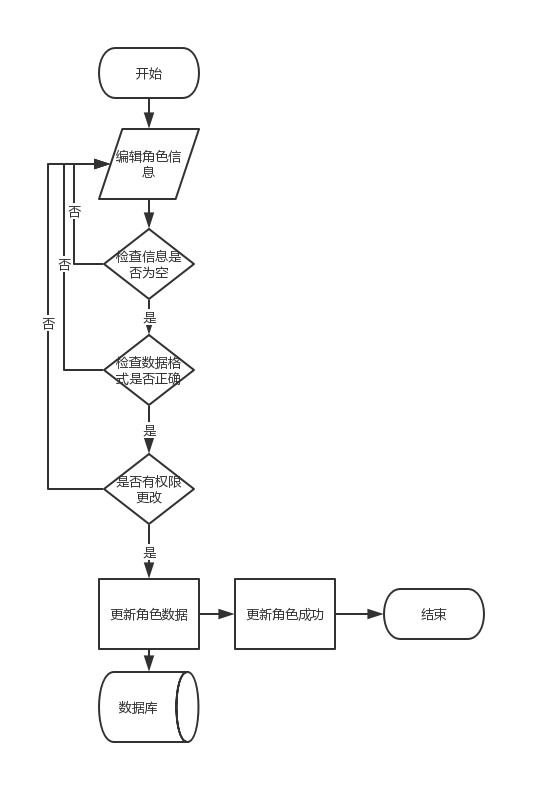 开始
编辑角色信
息
否
检查信息是
否为空
否
是
否
检查数据格
式是否正确
是
是否有权限
更改
是
更新角色数据
更新角色成功
结束
数据库